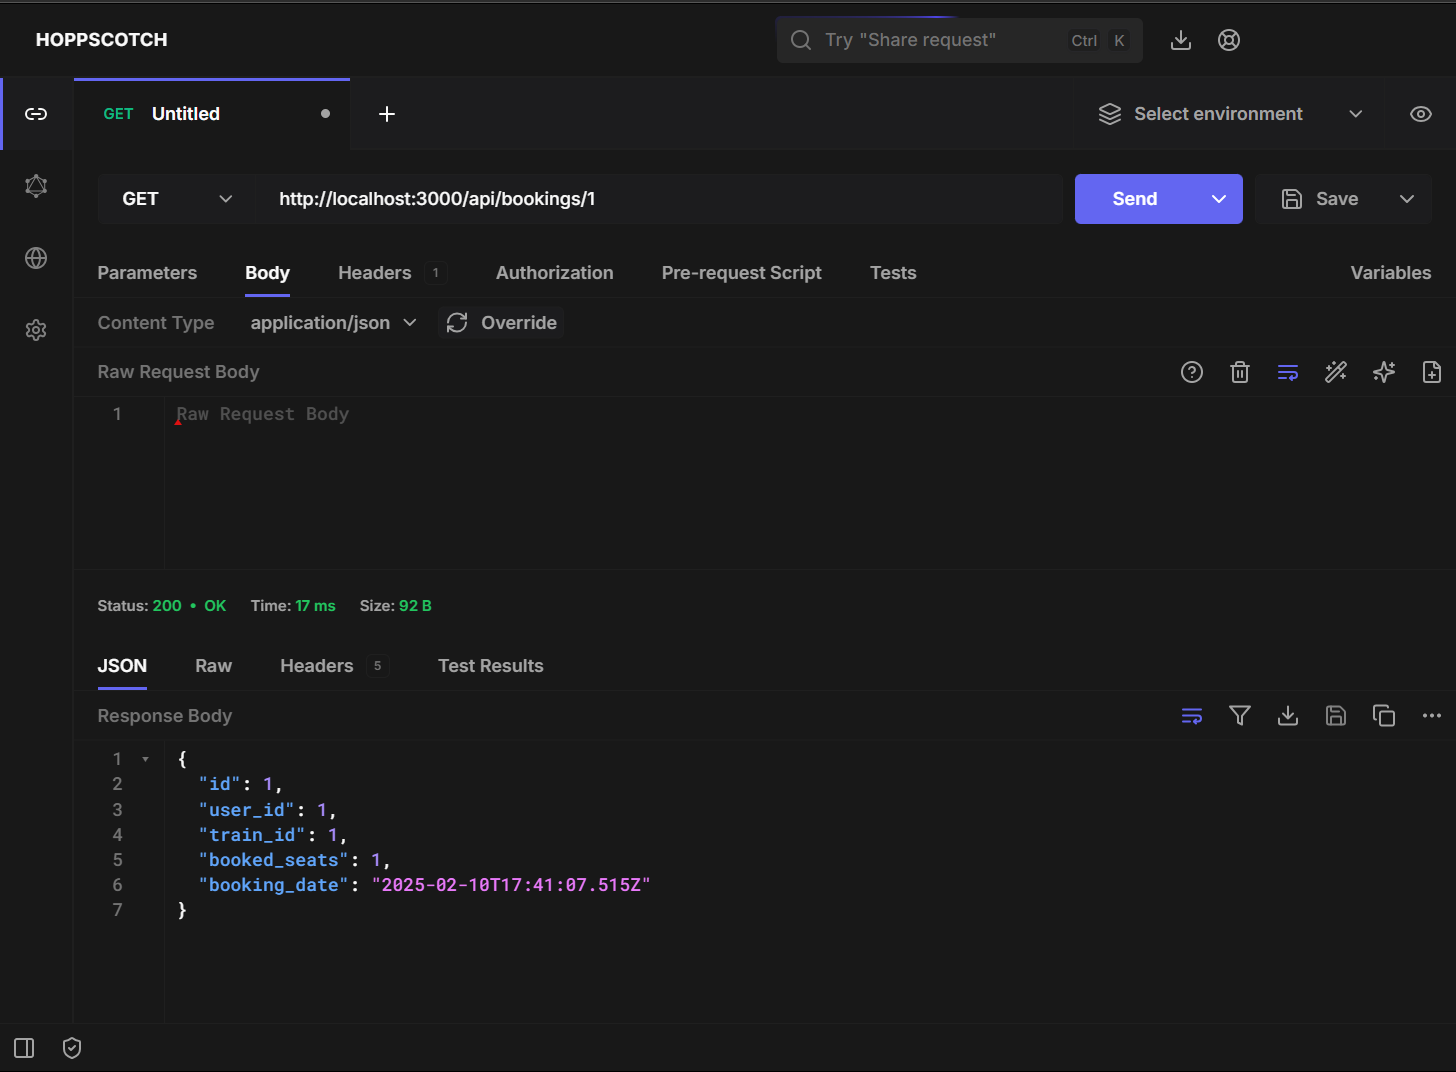 HOPPSCOTCH
Try "Share request"
Ctrl K
GET Untitled
Select environment
GET
http://localhost:3000/api/bookings/1
Send
Save
Parameters
Body
Headers 1
Authorization
Pre-request Script
Tests
Variables
Content Type application/json
Override
Raw Request Body
1 Raw Request Body
Status: 200 • OK Time: 17 ms Size: 92 B
JSON
Raw
Headers 5
Test Results
Response Body
1 {
2 "id": 1,
3 "user_id": 1,
4 "train_id": 1,
5 "booked_seats": 1,
6 "booking_date": "2025-02-10T17:41:07.515Z"
7 }